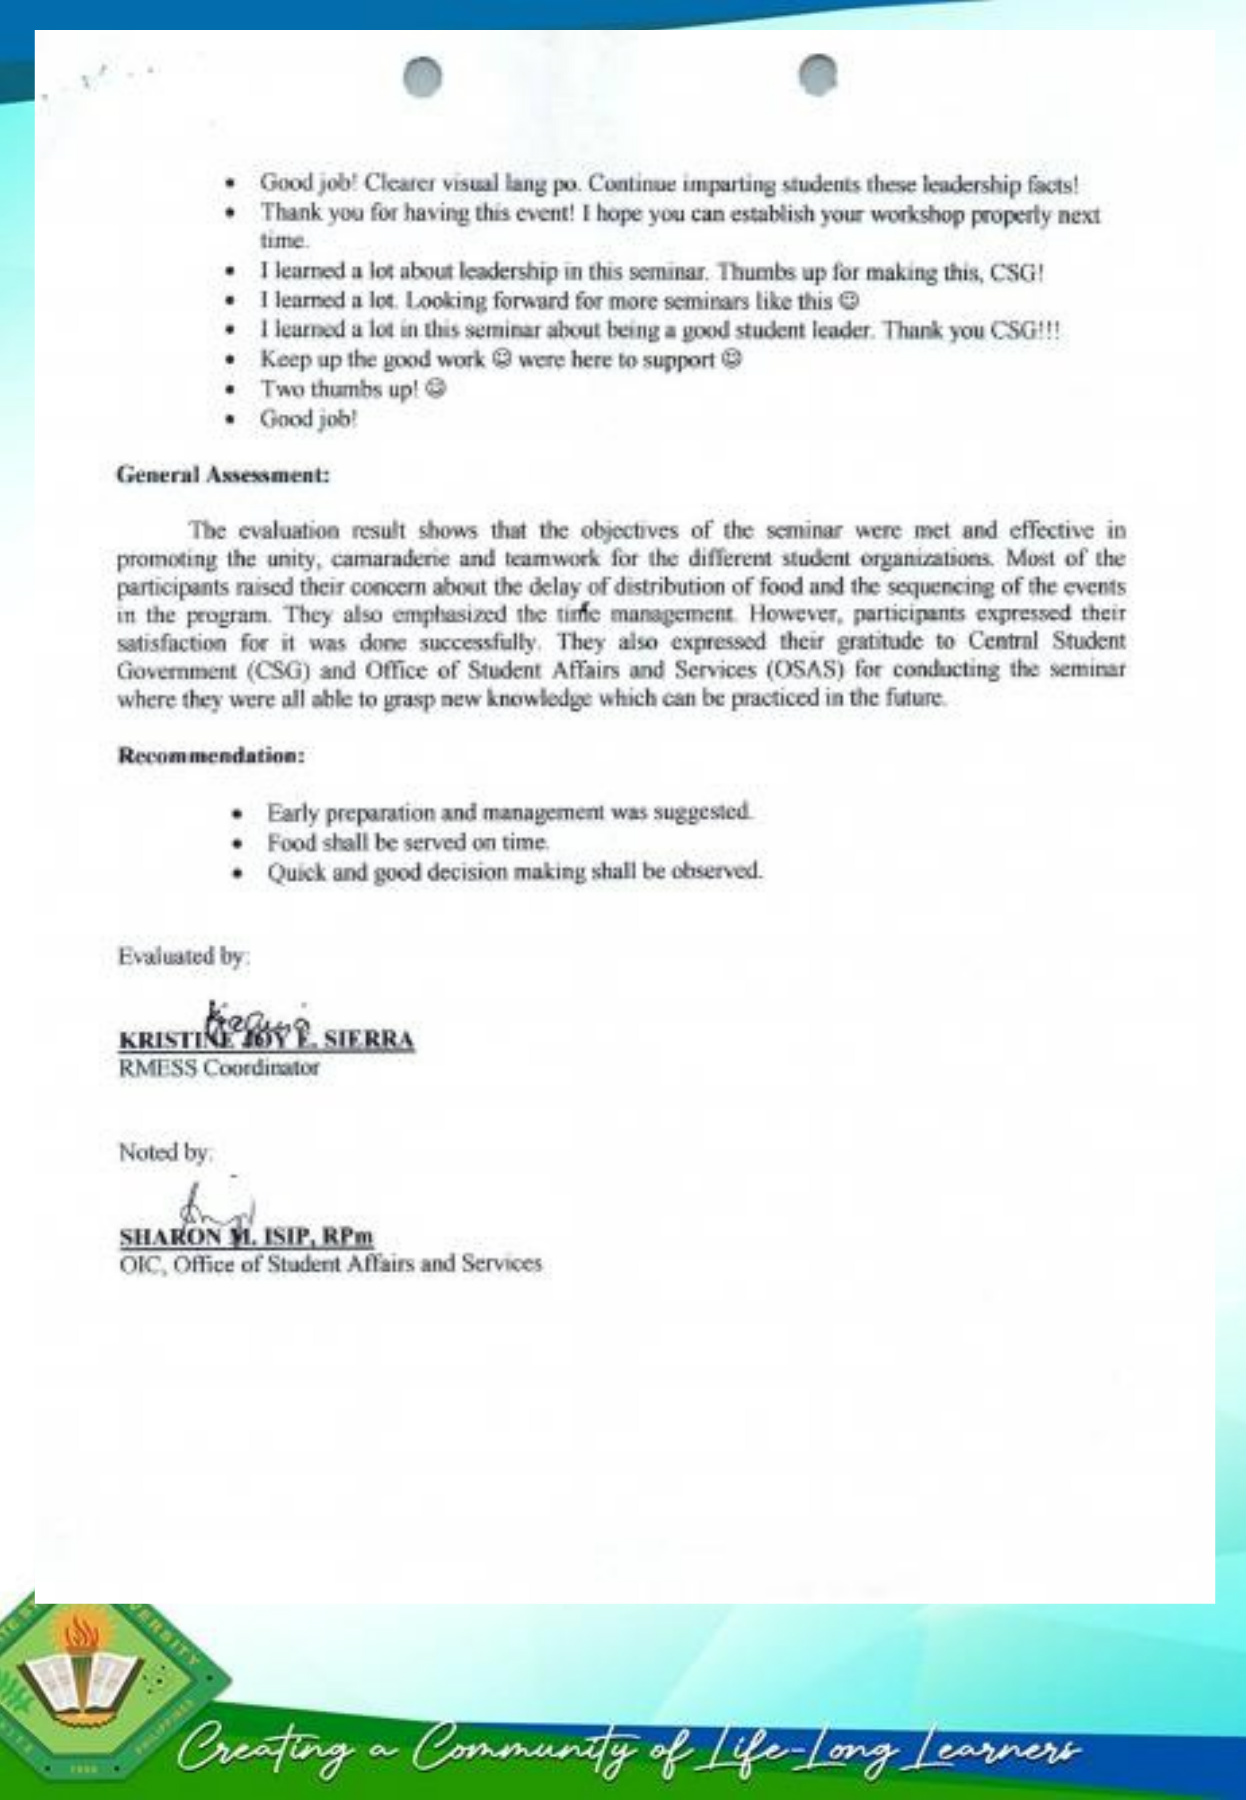 • Good job! Clearer visual lang po. Continue imparting students these leadership facts!
• Thank you for having this event! I hope you can establish your workshop properly next
time.
• I learned a lot about leadership in this seminar. Thumbs up for making this, CSG!
• I learned a lot. Looking forward for more seminars like this ☺
• I learned a lot in this seminar about being a good student leader. Thank you CSG!!!
• Keep up the good work ☺ were here to support ☺
• Two thumbs up! ☺
• Good job!
General Assessment:
The evaluation result shows that the objectives of the seminar were met and effective in
promoting the unity, camaraderie and teamwork for the different student organizations. Most of the
participants raised their concern about the delay of distribution of food and the sequencing of the events
in the program. They also emphasized the time management. However, participants expressed their
satisfaction for it was done successfully. They also expressed their gratitude to Central Student
Government (CSG) and Office of Student Affairs and Services (OSAS) for conducting the seminar
where they were all able to grasp new knowledge which can be practiced in the future.
Recommendation:
• Early preparation and management was suggested.
• Food shall be served on time.
• Quick and good decision making shall be observed.
Evaluated by:
KRISTINE JOY E. SIERRA
RMESS Coordinator
Noted by:
SHARON M. ISIP, RPm
OIC, Office of Student Affairs and Services
PHILIPPINES
Creating a Community of Life-Long Learners